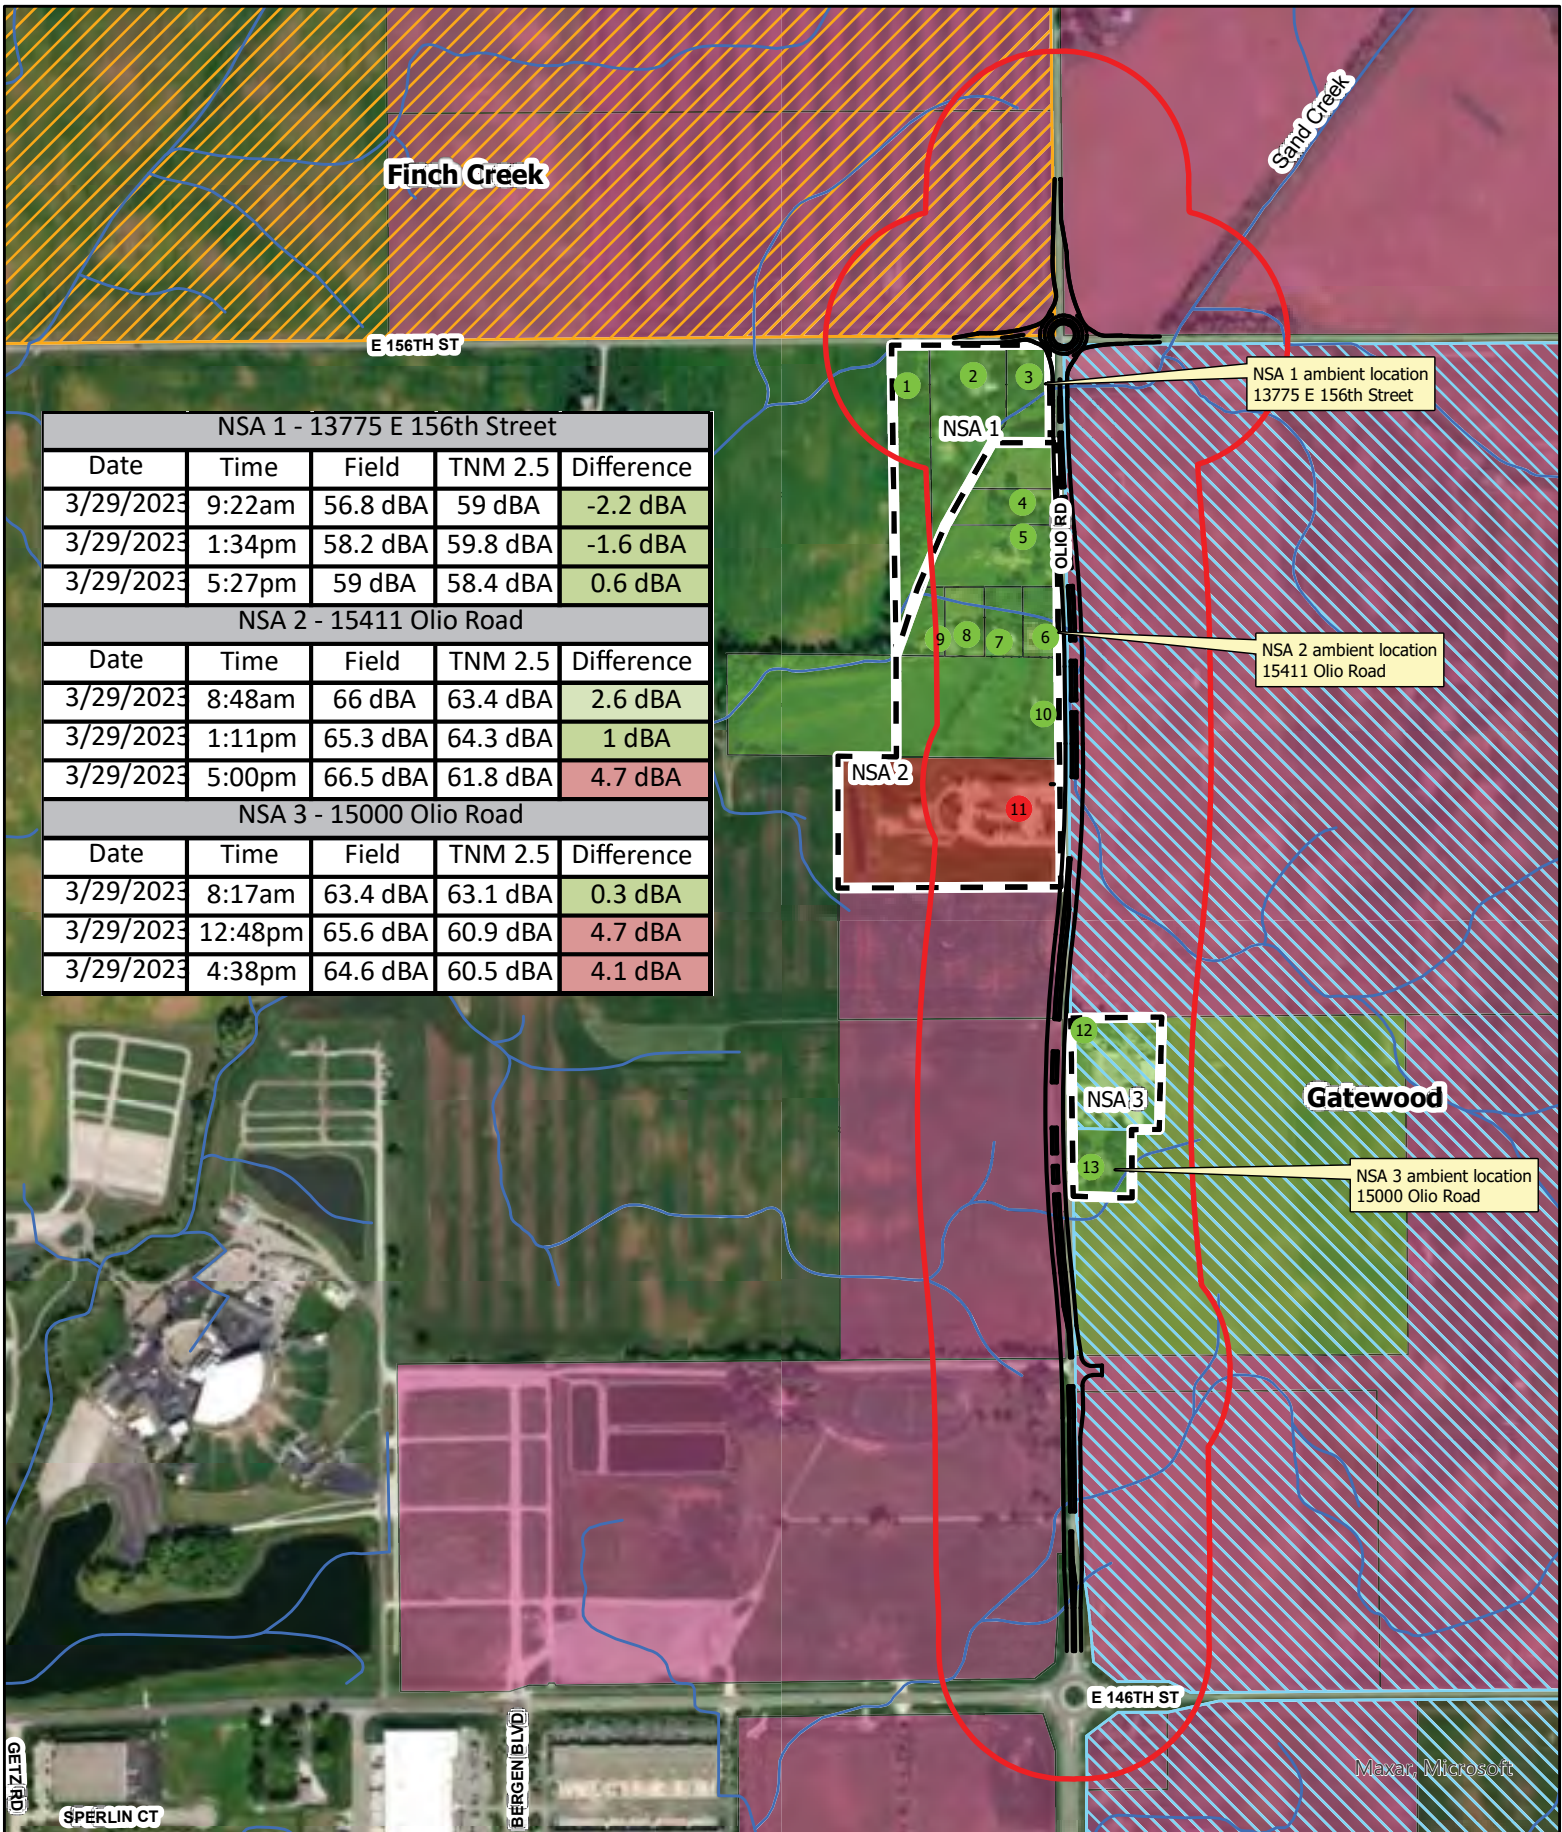 Finch Creek
Sand Creek
E 156TH ST
NSA 1 ambient location
13775 E 156th Street
1
2
3
NSA 1
NSA 1 - 13775 E 156th Street
Date Time Field TNM 2.5 Difference
3/29/2023 9:22am 56.8 dBA 59 dBA -2.2 dBA
3/29/2023 1:34pm 58.2 dBA 59.8 dBA -1.6 dBA
3/29/2023 5:27pm 59 dBA 58.4 dBA 0.6 dBA
NSA 2 - 15411 Olio Road
Date Time Field TNM 2.5 Difference
3/29/2023 8:48am 66 dBA 63.4 dBA 2.6 dBA
3/29/2023 1:11pm 65.3 dBA 64.3 dBA 1 dBA
3/29/2023 5:00pm 66.5 dBA 61.8 dBA 4.7 dBA
NSA 3 - 15000 Olio Road
Date Time Field TNM 2.5 Difference
3/29/2023 8:17am 63.4 dBA 63.1 dBA 0.3 dBA
3/29/2023 12:48pm 65.6 dBA 60.9 dBA 4.7 dBA
3/29/2023 4:38pm 64.6 dBA 60.5 dBA 4.1 dBA
4
5
OLIO RD
9
8
7
6
NSA 2 ambient location
15411 Olio Road
10
NSA 2
11
12
NSA 3
Gatewood
13
NSA 3 ambient location
15000 Olio Road
E 146TH ST
GETZ RD
BERGEN BLVD
SPERLIN CT
Maxar, Microsoft